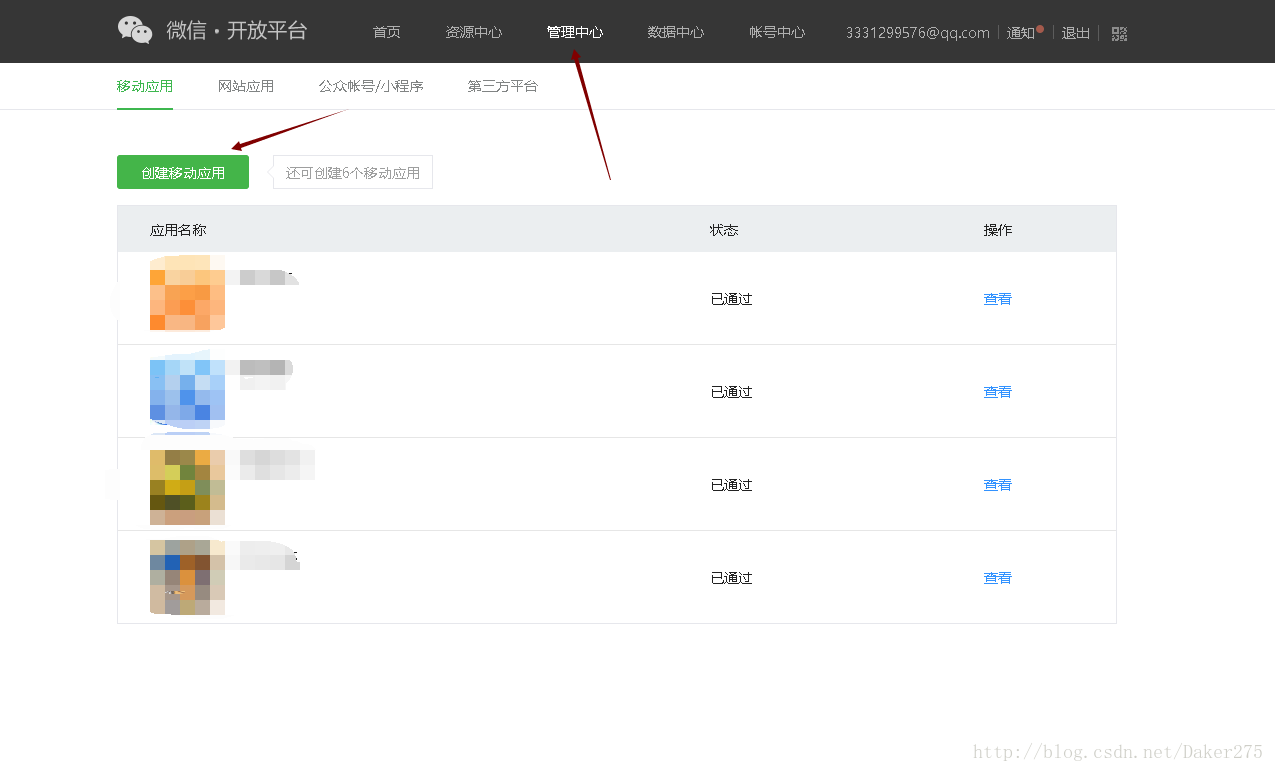 微信·开放平台 首页 资源中心 管理中心 数据中心 帐号中心 3331299576@qq.com 通知 退出
移动应用 网站应用 公众帐号/小程序 第三方平台
创建移动应用 还可创建6个移动应用
应用名称 状态 操作
已通过 查看
已通过 查看
已通过 查看
已通过 查看
http://blog.csdn.net/Daker275